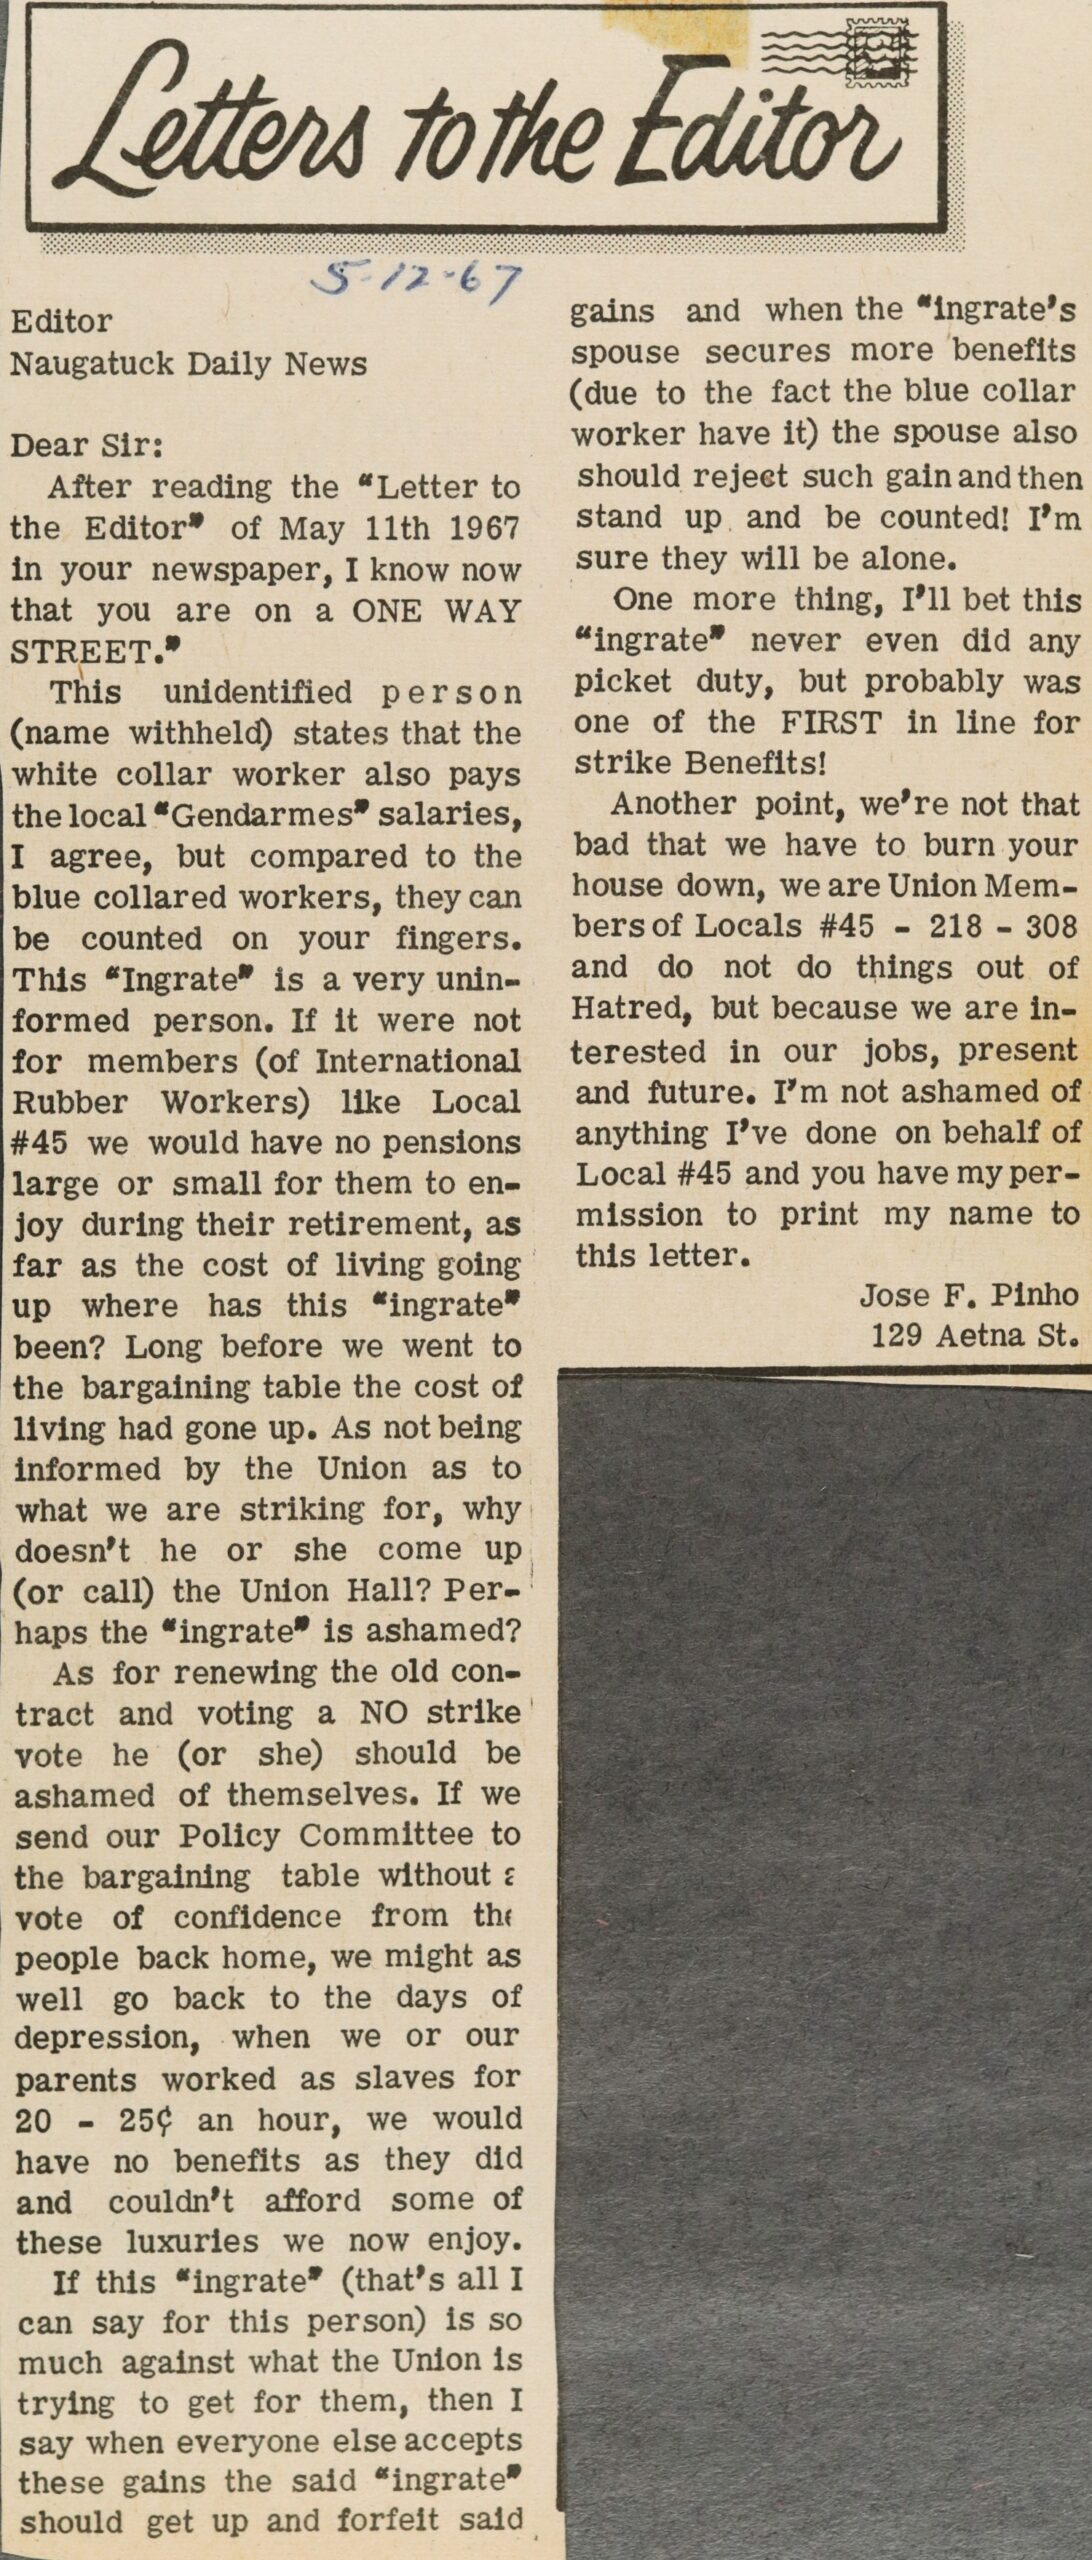 Letters to the Editor
5-12-67
Editor
Naugatuck Daily News
Dear Sir:
After reading the "Letter to
the Editor" of May 11th 1967
in your newspaper, I know now
that you are on a ONE WAY
STREET."
This unidentified person
(name withheld) states that the
white collar worker also pays
the local "Gendarmes" salaries,
I agree, but compared to the
blue collared workers, they can
be counted on your fingers.
This "Ingrate" is a very unin-
formed person. If it were not
for members (of International
Rubber Workers) like Local
#45 we would have no pensions
large or small for them to en-
joy during their retirement, as
far as the cost of living going
up where has this "ingrate"
been? Long before we went to
the bargaining table the cost of
living had gone up. As not being
informed by the Union as to
what we are striking for, why
doesn't he or she come up
(or call) the Union Hall? Per-
haps the "ingrate" is ashamed?
As for renewing the old con-
tract and voting a NO strike
vote he (or she) should be
ashamed of themselves. If we
send our Policy Committee to
the bargaining table without a
vote of confidence from the
people back home, we might as
well go back to the days of
depression, when we or our
parents worked as slaves for
20 - 25¢ an hour, we would
have no benefits as they did
and couldn't afford some of
these luxuries we now enjoy.
If this "ingrate" (that's all I
can say for this person) is so
much against what the Union is
trying to get for them, then I
say when everyone else accepts
these gains the said "ingrate"
should get up and forfeit said
gains and when the "ingrate's
spouse secures more benefits
(due to the fact the blue collar
worker have it) the spouse also
should reject such gain and then
stand up and be counted! I'm
sure they will be alone.
One more thing, I'll bet this
"ingrate" never even did any
picket duty, but probably was
one of the FIRST in line for
strike Benefits!
Another point, we're not that
bad that we have to burn your
house down, we are Union Mem-
bers of Locals #45 - 218 - 308
and do not do things out of
Hatred, but because we are in-
terested in our jobs, present
and future. I'm not ashamed of
anything I've done on behalf of
Local #45 and you have my per-
mission to print my name to
this letter.
Jose F. Pinho
129 Aetna St.